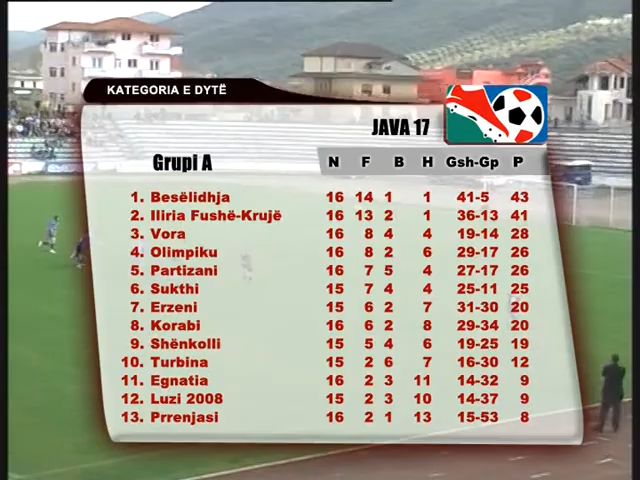 KATEGORIA E DYTË
JAVA 17
Grupi A N F B H Gsh-Gp P
1. Besëlidhja 16 14 1 1 41-5 43
2. Iliria Fushë-Krujë 16 13 2 1 36-13 41
3. Vora 16 8 4 4 19-14 28
4. Olimpiku 16 8 2 6 29-17 26
5. Partizani 16 7 5 4 27-17 26
6. Sukthi 15 7 4 4 25-11 25
7. Erzeni 15 6 2 7 31-30 20
8. Korabi 16 6 2 8 29-34 20
9. Shënkolli 15 5 4 6 19-25 19
10. Turbina 15 2 6 7 16-30 12
11. Egnatia 16 2 3 11 14-32 9
12. Luzi 2008 15 2 3 10 14-37 9
13. Prrenjasi 16 2 1 13 15-53 8